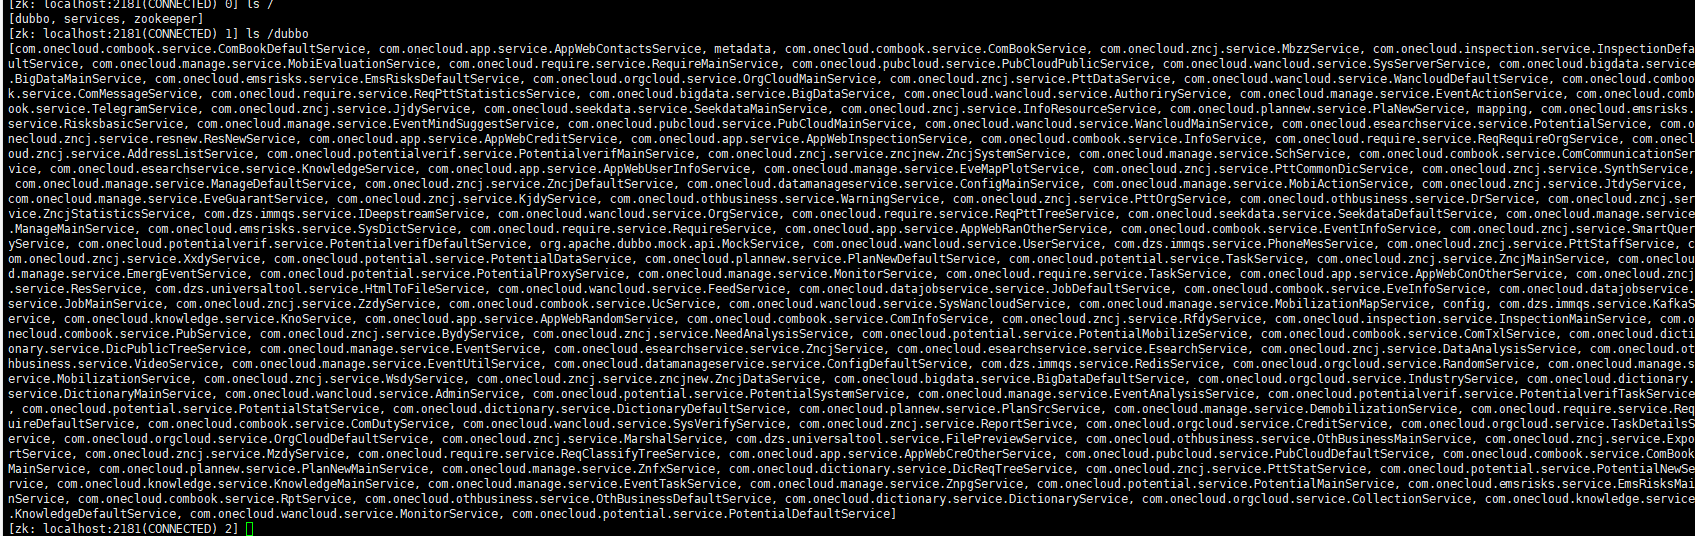 [zk: localhost:2181(CONNECTED) 0] ls /
[dubbo, services, zookeeper]
[zk: localhost:2181(CONNECTED) 1] ls /dubbo
[com.onecloud.combook.service.ComBookDefaultService, com.onecloud.app.service.AppWebContactsService, metadata, com.onecloud.combook.service.ComBookService, com.onecloud.zncj.service.MbzzService, com.onecloud.inspection.service.InspectionDefa
ultService, com.onecloud.manage.service.MobiEvaluationService, com.onecloud.require.service.RequireMainService, com.onecloud.pubcloud.service.PubCloudPublicService, com.onecloud.wancloud.service.SysServerService, com.onecloud.bigdata.service
.BigDataMainService, com.onecloud.emsrisks.service.EmsRisksDefaultService, com.onecloud.orgcloud.service.OrgCloudMainService, com.onecloud.zncj.service.PttDataService, com.onecloud.wancloud.service.WancloudDefaultService, com.onecloud.comboo
k.service.ComMessageService, com.onecloud.require.service.ReqPttStatisticsService, com.onecloud.bigdata.service.BigDataService, com.onecloud.wancloud.service.AuthoriryService, com.onecloud.manage.service.EventActionService, com.onecloud.comb
ook.service.TelegramService, com.onecloud.zncj.service.JjdyService, com.onecloud.seekdata.service.SeekdataMainService, com.onecloud.zncj.service.InfoResourceService, com.onecloud.plannew.service.PlaNewService, mapping, com.onecloud.emsrisks.
service.RisksbasicService, com.onecloud.manage.service.EventMindSuggestService, com.onecloud.pubcloud.service.PubCloudMainService, com.onecloud.wancloud.service.WancloudMainService, com.onecloud.esearchservice.service.PotentialService, com.o
necloud.zncj.service.resnew.ResNewService, com.onecloud.app.service.AppWebCreditService, com.onecloud.app.service.AppWebInspectionService, com.onecloud.combook.service.InfoService, com.onecloud.require.service.ReqRequireOrgService, com.onecl
oud.zncj.service.AddressListService, com.onecloud.potentialverif.service.PotentialverifMainService, com.onecloud.zncj.service.zncjnew.ZncjSystemService, com.onecloud.manage.service.SchService, com.onecloud.combook.service.ComCommunicationSer
vice, com.onecloud.esearchservice.service.KnowledgeService, com.onecloud.app.service.AppWebUserInfoService, com.onecloud.manage.service.EveMapPlotService, com.onecloud.zncj.service.PttCommonDicService, com.onecloud.zncj.service.SynthService,
 com.onecloud.manage.service.ManageDefaultService, com.onecloud.zncj.service.ZncjDefaultService, com.onecloud.datamanageservice.service.ConfigMainService, com.onecloud.manage.service.MobiActionService, com.onecloud.zncj.service.JtdyService,
com.onecloud.manage.service.EveGuarantService, com.onecloud.zncj.service.KjdyService, com.onecloud.othbusiness.service.WarningService, com.onecloud.zncj.service.PttOrgService, com.onecloud.othbusiness.service.DrService, com.onecloud.zncj.ser
vice.ZncjStatisticsService, com.dzs.immqs.service.IDeepstreamService, com.onecloud.wancloud.service.OrgService, com.onecloud.require.service.ReqPttTreeService, com.onecloud.seekdata.service.SeekdataDefaultService, com.onecloud.manage.service
.ManageMainService, com.onecloud.emsrisks.service.SysDictService, com.onecloud.require.service.RequireService, com.onecloud.app.service.AppWebRanOtherService, com.onecloud.combook.service.EventInfoService, com.onecloud.zncj.service.SmartQuer
yService, com.onecloud.potentialverif.service.PotentialverifDefaultService, org.apache.dubbo.mock.api.MockService, com.onecloud.wancloud.service.UserService, com.dzs.immqs.service.PhoneMesService, com.onecloud.zncj.service.PttStaffService, c
om.onecloud.zncj.service.XxdyService, com.onecloud.potential.service.PotentialDataService, com.onecloud.plannew.service.PlanNewDefaultService, com.onecloud.potential.service.TaskService, com.onecloud.zncj.service.ZncjMainService, com.oneclou
d.manage.service.EmergEventService, com.onecloud.potential.service.PotentialProxyService, com.onecloud.manage.service.MonitorService, com.onecloud.require.service.TaskService, com.onecloud.app.service.AppWebConOtherService, com.onecloud.zncj
.service.ResService, com.dzs.universaltool.service.HtmlToFileService, com.onecloud.wancloud.service.FeedService, com.onecloud.datajobservice.service.JobDefaultService, com.onecloud.combook.service.EveInfoService, com.onecloud.datajobservice.
service.JobMainService, com.onecloud.zncj.service.ZzdyService, com.onecloud.combook.service.UcService, com.onecloud.wancloud.service.SysWancloudService, com.onecloud.manage.service.MobilizationMapService, config, com.dzs.immqs.service.KafkaS
ervice, com.onecloud.knowledge.service.KnoService, com.onecloud.app.service.AppWebRandomService, com.onecloud.combook.service.ComInfoService, com.onecloud.zncj.service.RfdyService, com.onecloud.inspection.service.InspectionMainService, com.o
necloud.combook.service.PubService, com.onecloud.zncj.service.BydyService, com.onecloud.zncj.service.NeedAnalysisService, com.onecloud.potential.service.PotentialMobilizeService, com.onecloud.combook.service.ComTxlService, com.onecloud.dicti
onary.service.DicPublicTreeService, com.onecloud.manage.service.EventService, com.onecloud.esearchservice.service.ZncjService, com.onecloud.esearchservice.service.EsearchService, com.onecloud.zncj.service.DataAnalysisService, com.onecloud.ot
hbusiness.service.VideoService, com.onecloud.manage.service.EventUtilService, com.onecloud.datamanageservice.service.ConfigDefaultService, com.dzs.immqs.service.RedisService, com.onecloud.orgcloud.service.RandomService, com.onecloud.manage.s
ervice.MobilizationService, com.onecloud.zncj.service.WsdyService, com.onecloud.zncj.service.zncjnew.ZncjDataService, com.onecloud.bigdata.service.BigDataDefaultService, com.onecloud.orgcloud.service.IndustryService, com.onecloud.dictionary.
service.DictionaryMainService, com.onecloud.wancloud.service.AdminService, com.onecloud.potential.service.PotentialSystemService, com.onecloud.manage.service.EventAnalysisService, com.onecloud.potentialverif.service.PotentialverifTaskService
, com.onecloud.potential.service.PotentialStatService, com.onecloud.dictionary.service.DictionaryDefaultService, com.onecloud.plannew.service.PlanSrcService, com.onecloud.manage.service.DemobilizationService, com.onecloud.require.service.Req
uireDefaultService, com.onecloud.combook.service.ComDutyService, com.onecloud.wancloud.service.SysVerifyService, com.onecloud.zncj.service.ReportSerivce, com.onecloud.orgcloud.service.CreditService, com.onecloud.orgcloud.service.TaskDetailsS
ervice, com.onecloud.orgcloud.service.OrgCloudDefaultService, com.onecloud.zncj.service.MarshalService, com.dzs.universaltool.service.FilePreviewService, com.onecloud.othbusiness.service.OthBusinessMainService, com.onecloud.zncj.service.Expo
rtService, com.onecloud.zncj.service.MzdyService, com.onecloud.require.service.ReqClassifyTreeService, com.onecloud.app.service.AppWebCreOtherService, com.onecloud.pubcloud.service.PubCloudDefaultService, com.onecloud.combook.service.ComBook
MainService, com.onecloud.plannew.service.PlanNewMainService, com.onecloud.manage.service.ZnfxService, com.onecloud.dictionary.service.DicReqTreeService, com.onecloud.zncj.service.PttStatService, com.onecloud.potential.service.PotentialNewSe
rvice, com.onecloud.knowledge.service.KnowledgeMainService, com.onecloud.manage.service.EventTaskService, com.onecloud.manage.service.ZnpgService, com.onecloud.potential.service.PotentialMainService, com.onecloud.emsrisks.service.EmsRisksMai
nService, com.onecloud.combook.service.RptService, com.onecloud.othbusiness.service.OthBusinessDefaultService, com.onecloud.dictionary.service.DictionaryService, com.onecloud.orgcloud.service.CollectionService, com.onecloud.knowledge.service
.KnowledgeDefaultService, com.onecloud.wancloud.service.MonitorService, com.onecloud.potential.service.PotentialDefaultService]
[zk: localhost:2181(CONNECTED) 2]